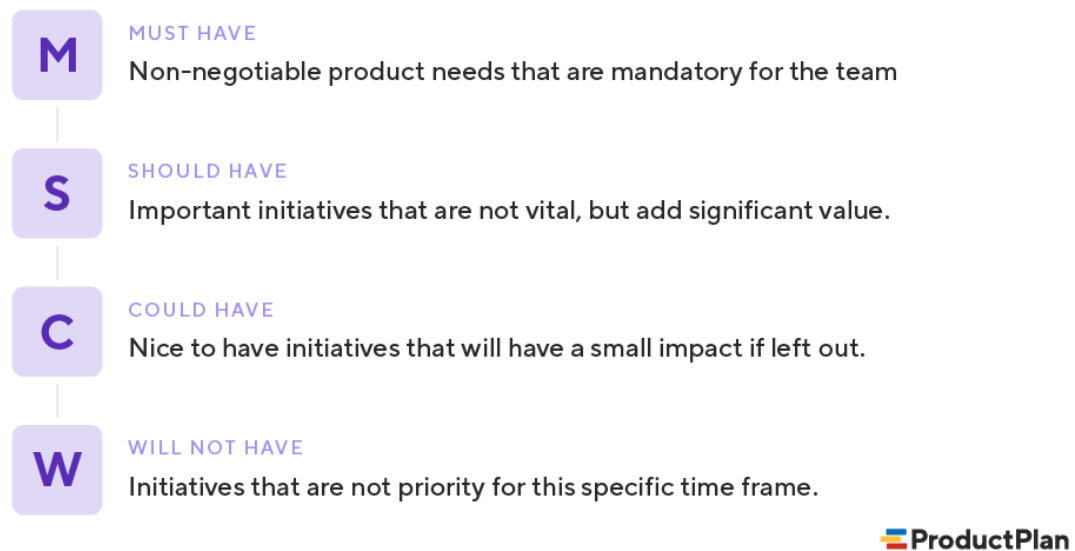 M
MUST HAVE
Non-negotiable product needs that are mandatory for the team
S
SHOULD HAVE
Important initiatives that are not vital, but add significant value.
C
COULD HAVE
Nice to have initiatives that will have a small impact if left out.
W
WILL NOT HAVE
Initiatives that are not priority for this specific time frame.
ProductPlan